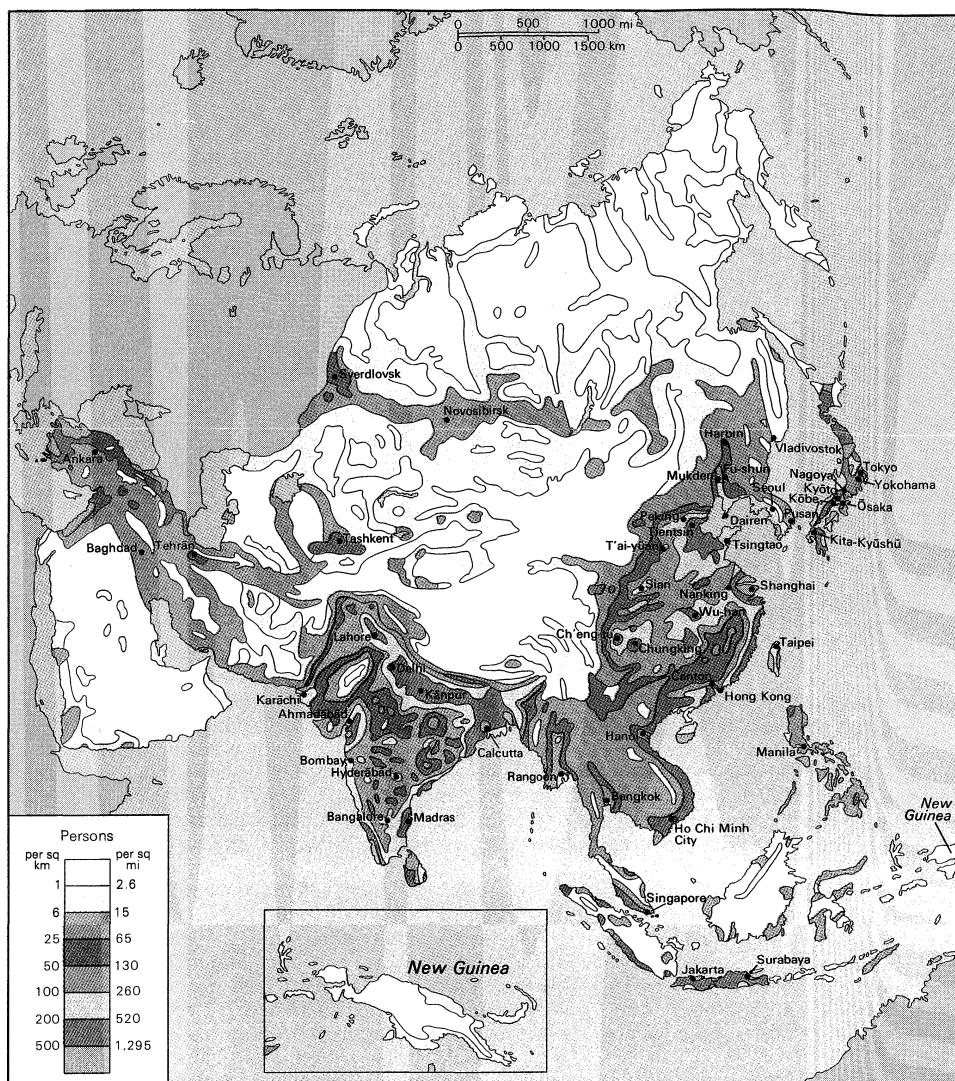 0 500 1000 mi
0 500 1000 1500 km
Sverdlovsk
Novosibirsk
Harbin
Vladivostok
Ankara
Mukden
Fu-shun
Seoul
Nagoya
Kyōto
Kōbe
Tokyo
Yokohama
Ōsaka
Peking
Tientsin
Dairen
Pusan
Kita-Kyūshū
Baghdad
Tehrān
Tashkent
T'ai-yüan
Tsingtao
Sian
Nanking
Shanghai
Wu-han
Lahore
Ch'eng-tu
Chungking
Taipei
Delhi
Canton
Hong Kong
Karāchi
Kānpur
Ahmadābād
Hanoi
Calcutta
Manila
Bombay
Hyderābād
Rangoon
Bangkok
New
Guinea
Bangalore
Madras
Ho Chi Minh
City
Singapore
Jakarta
Surabaya
New Guinea
Persons
per sq
km
per sq
mi
1 2.6
6 15
25 65
50 130
100 260
200 520
500 1,295